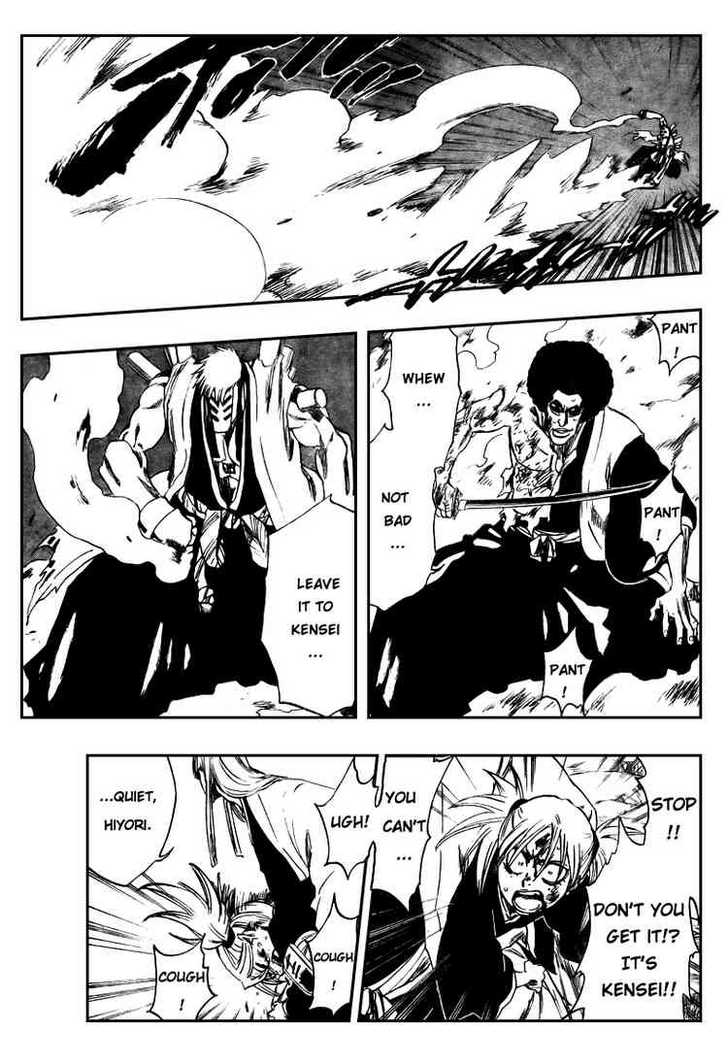 PANT
!
WHEW
...
NOT
BAD
...
PANT
!
PANT
!
LEAVE
IT TO
KENSEI
...
STOP
!!
DON'T YOU
GET IT!?
IT'S
KENSEI!!
YOU
CAN'T
...
UGH!
...QUIET,
HIYORI.
COUGH
!
COUGH
!